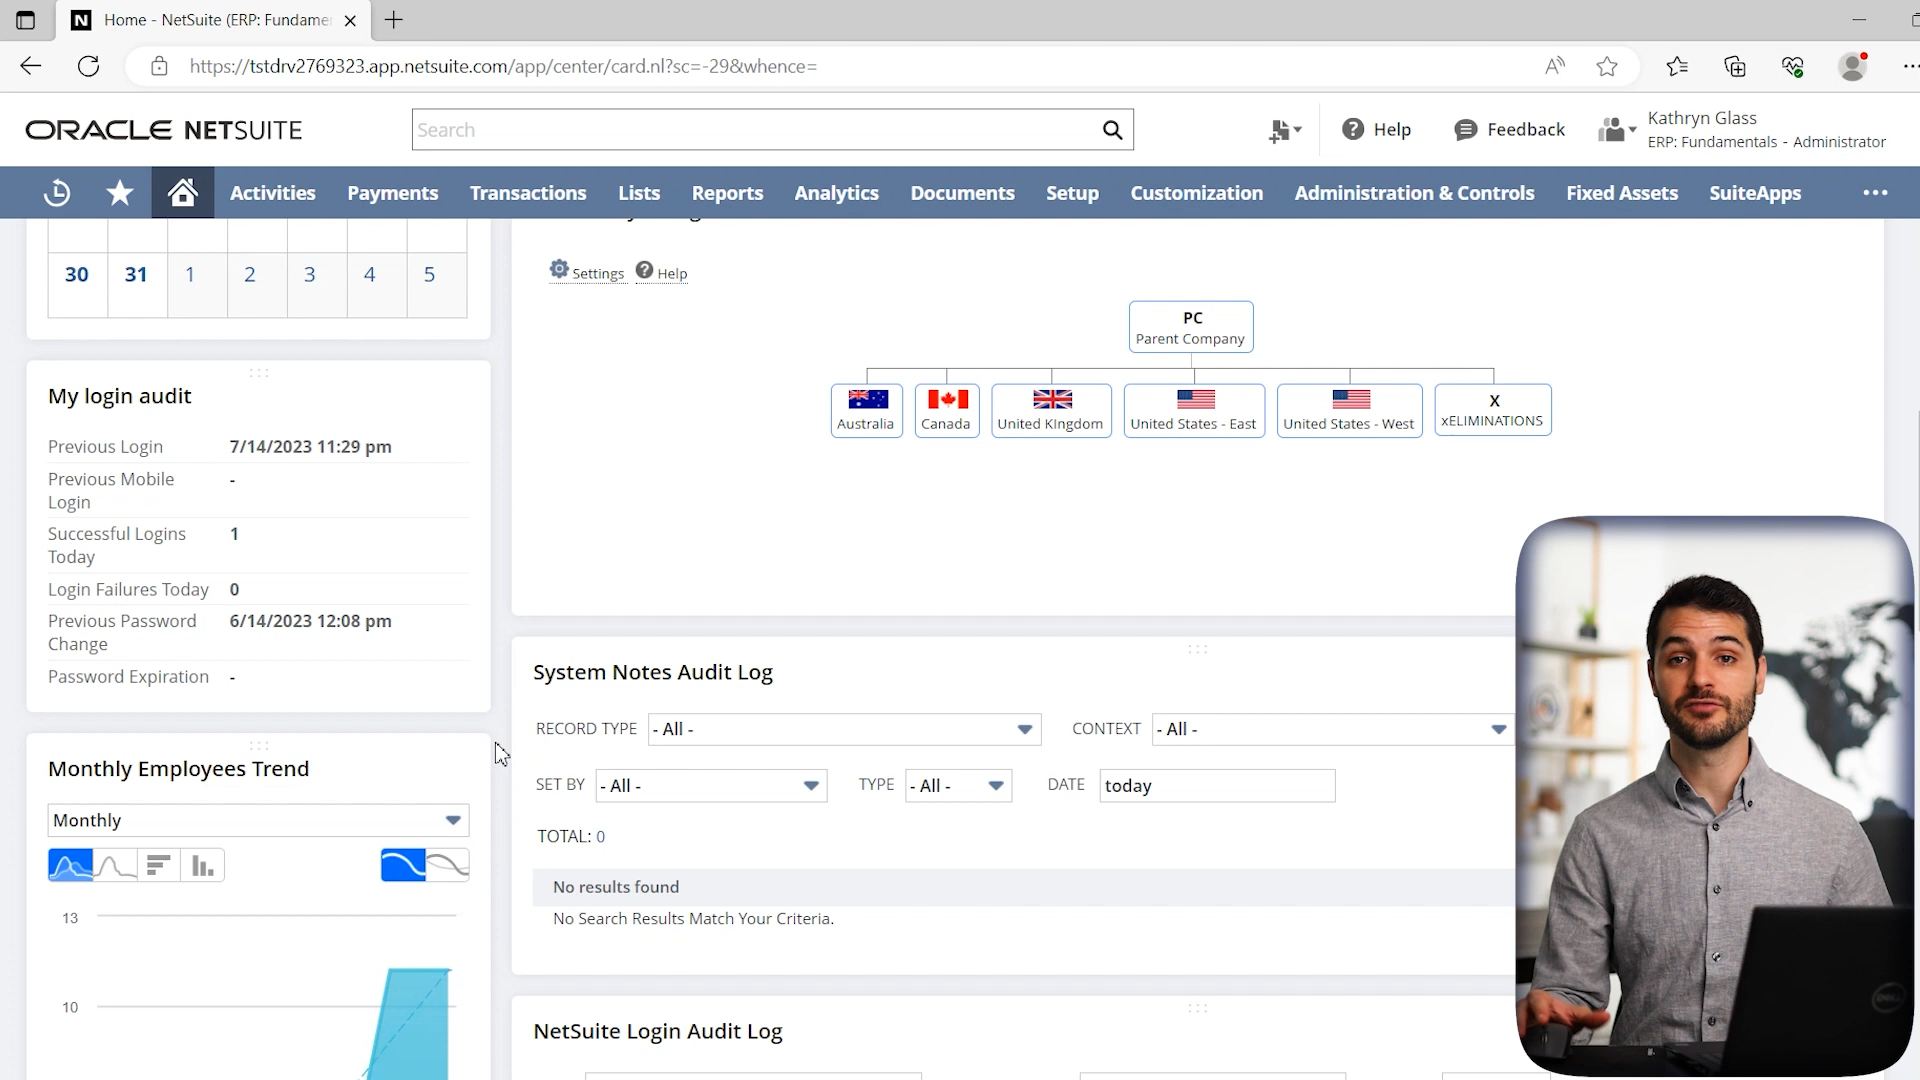 Home - NetSuite (ERP: Fundame
https://tstdrv2769323.app.netsuite.com/app/center/card.nl?sc=-29&whence=
ORACLE NETSUITE
Search
Help
Feedback
Kathryn Glass
ERP: Fundamentals - Administrator
Activities
Payments
Transactions
Lists
Reports
Analytics
Documents
Setup
Customization
Administration & Controls
Fixed Assets
SuiteApps
30 31 1 2 3 4 5
My login audit
Previous Login 7/14/2023 11:29 pm
Previous Mobile
Login -
Successful Logins
Today 1
Login Failures Today 0
Previous Password
Change 6/14/2023 12:08 pm
Password Expiration -
Monthly Employees Trend
Monthly
13
10
Settings
Help
PC
Parent Company
Australia
Canada
United KIngdom
United States - East
United States - West
X
xELIMINATIONS
System Notes Audit Log
RECORD TYPE - All -
CONTEXT - All -
SET BY - All -
TYPE - All -
DATE today
TOTAL: 0
No results found
No Search Results Match Your Criteria.
NetSuite Login Audit Log
DELL